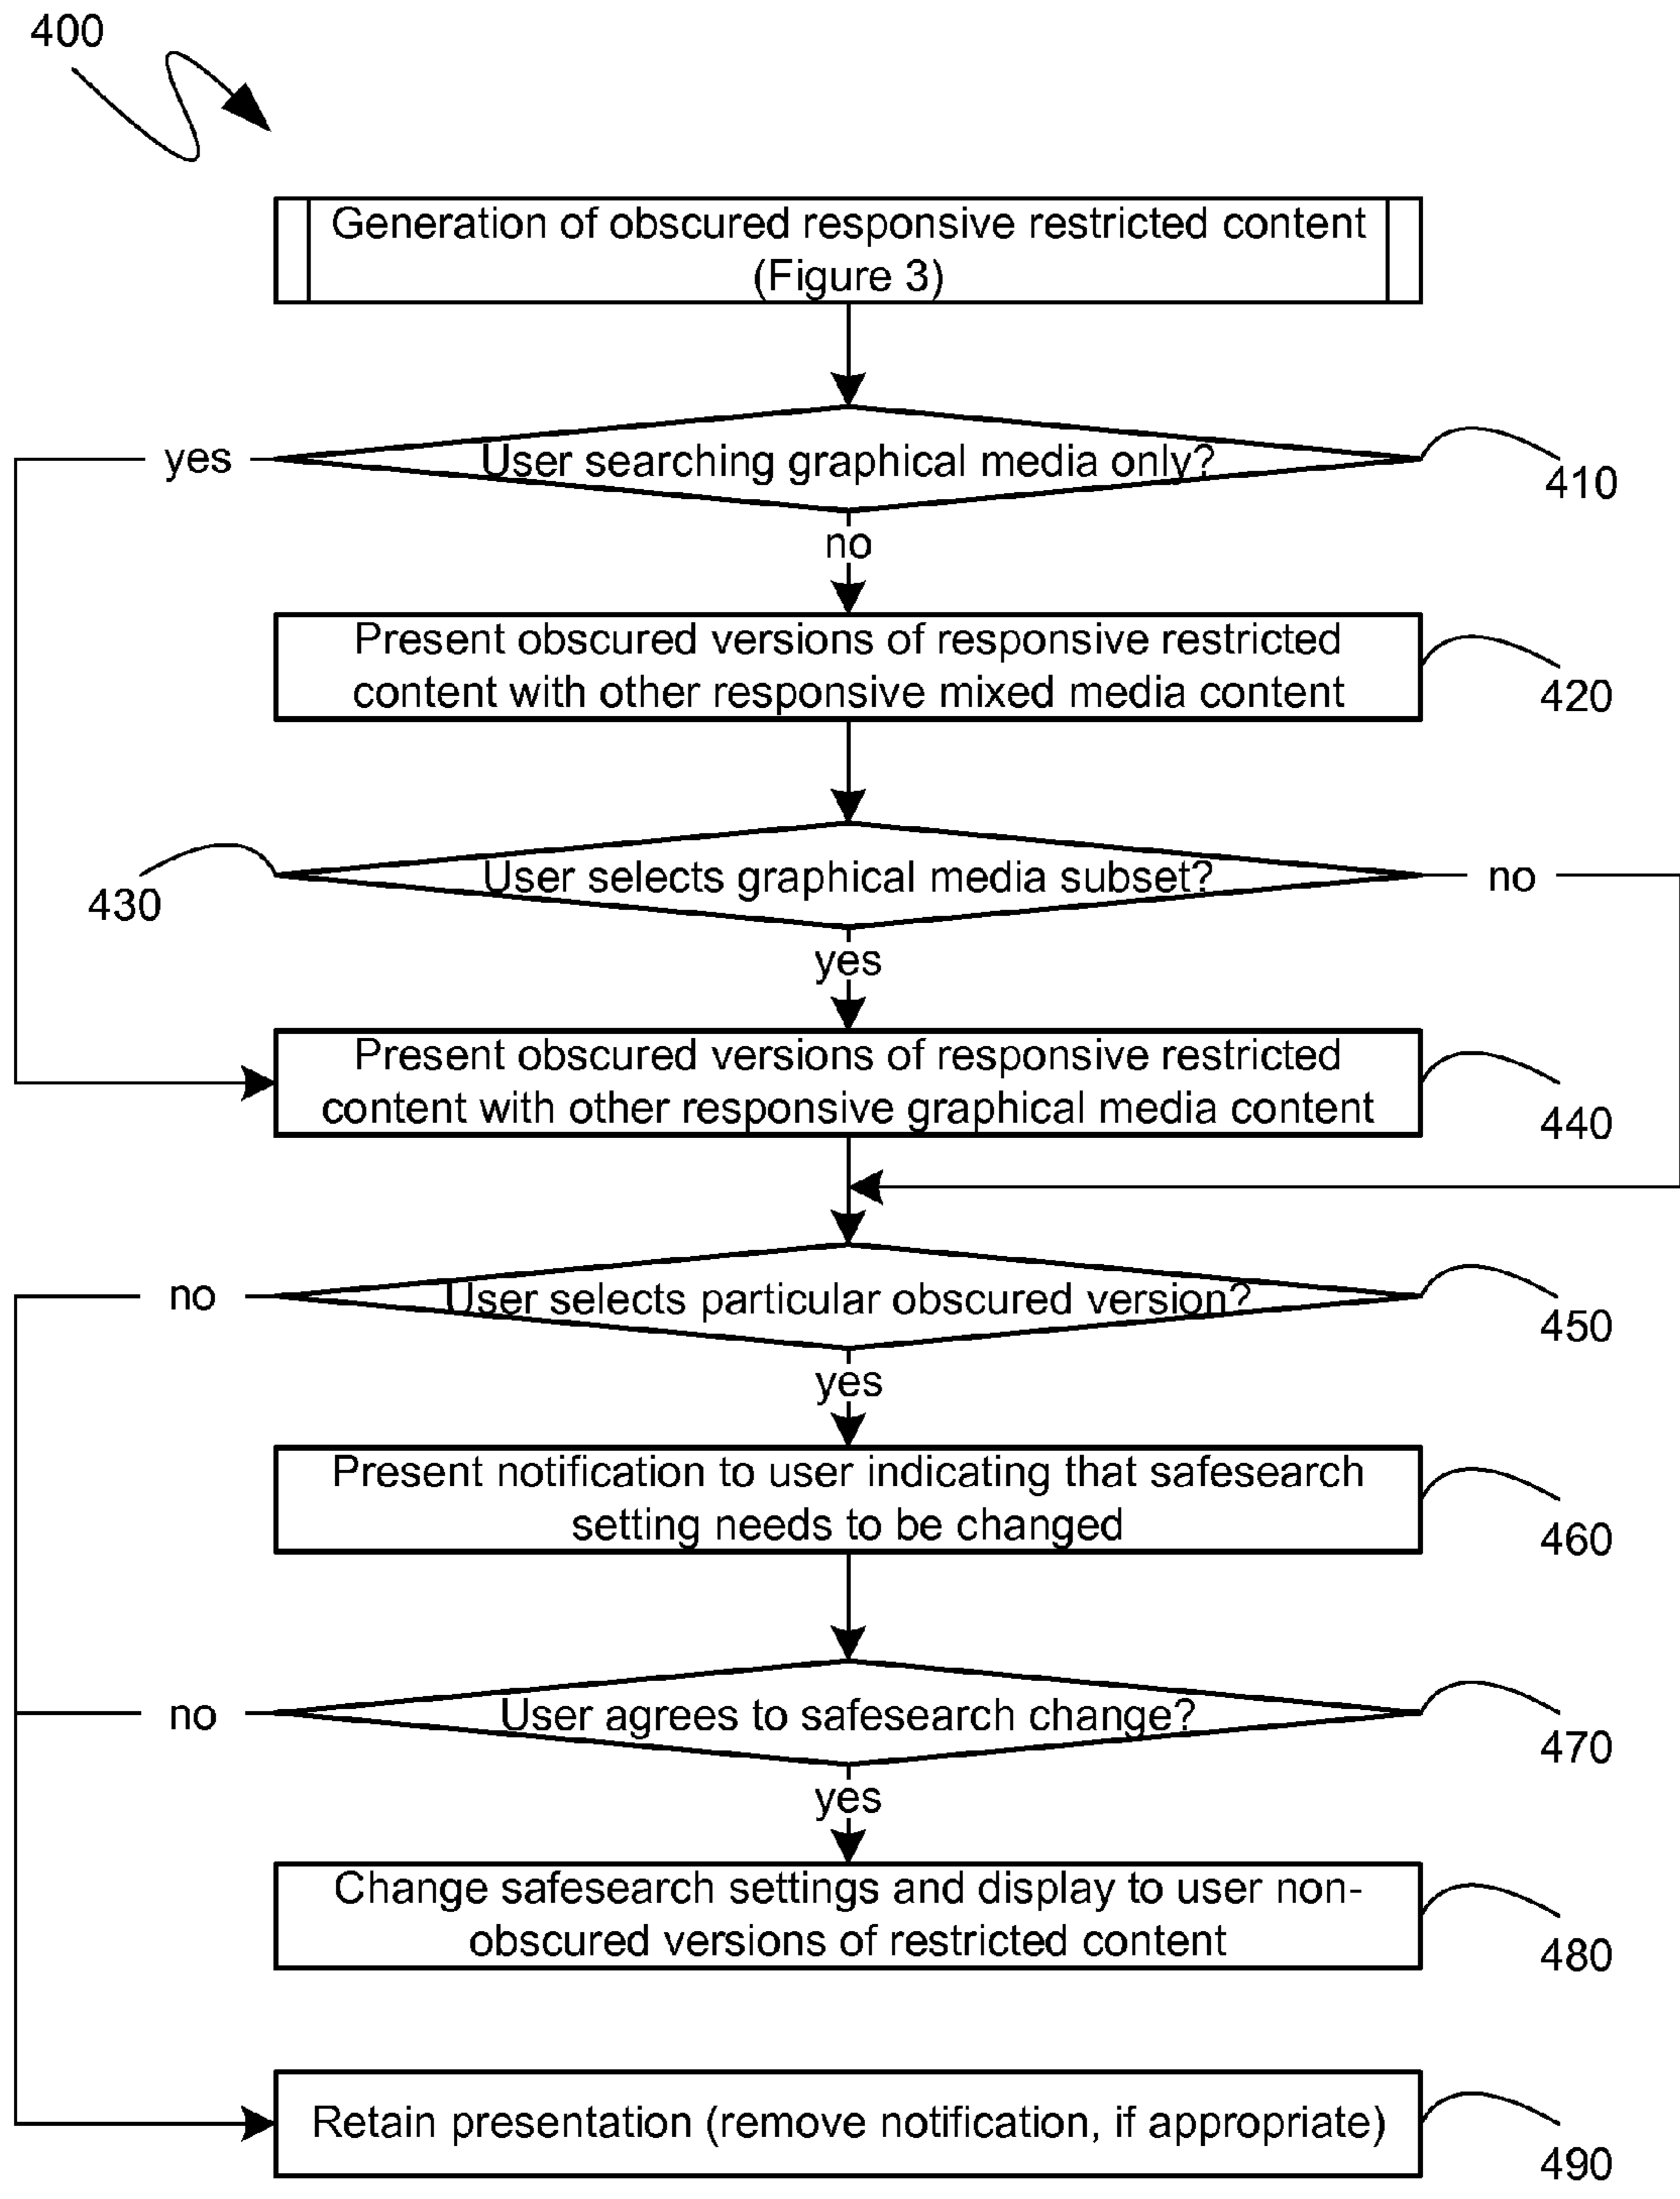 400
Generation of obscured responsive restricted content
(Figure 3)
yes
User searching graphical media only?
410
no
Present obscured versions of responsive restricted
content with other responsive mixed media content
420
User selects graphical media subset?
no
430
yes
Present obscured versions of responsive restricted
content with other responsive graphical media content
440
no
User selects particular obscured version?
450
yes
Present notification to user indicating that safesearch
setting needs to be changed
460
no
User agrees to safesearch change?
470
yes
Change safesearch settings and display to user non-
obscured versions of restricted content
480
Retain presentation (remove notification, if appropriate)
490